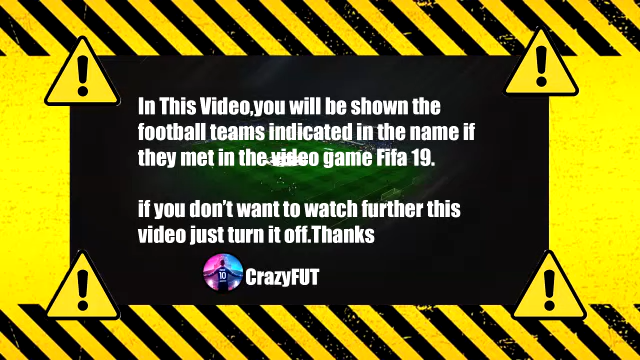 In This Video,you will be shown the
football teams indicated in the name if
they met in the video game Fifa 19.
if you don't want to watch further this
video just turn it off.Thanks
10
CrazyFUT